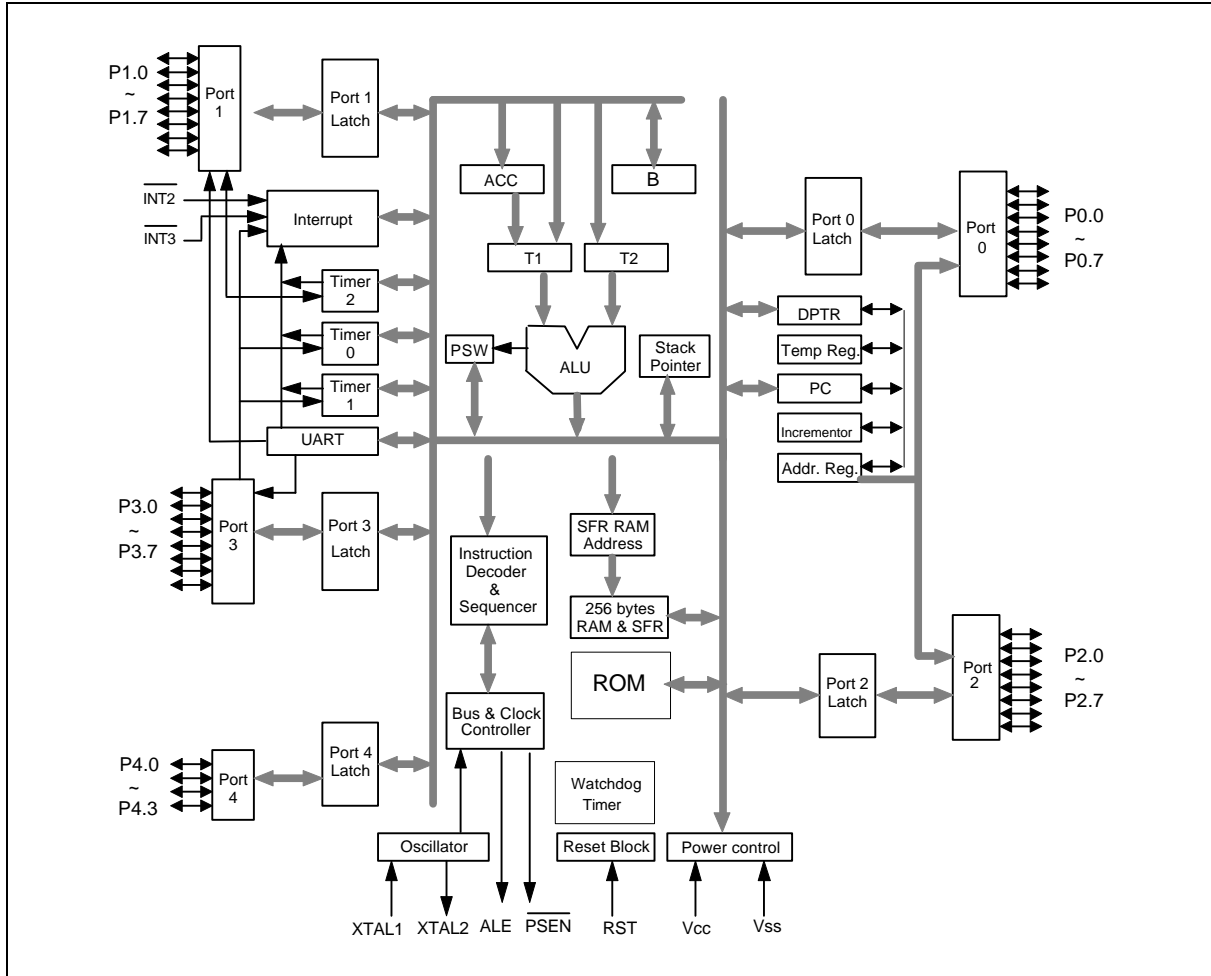 P1.0
~
P1.7
Port
1
Port 1
Latch
INT2
INT3
Interrupt
Timer
2
Timer
0
Timer
1
UART
P3.0
~
P3.7
Port
3
Port 3
Latch
P4.0
~
P4.3
Port
4
Port 4
Latch
ACC
B
T1
T2
PSW
ALU
Stack
Pointer
Instruction
Decoder
&
Sequencer
SFR RAM
Address
256 bytes
RAM & SFR
ROM
Bus & Clock
Controller
Watchdog
Timer
Oscillator
Reset Block
Power control
XTAL1
XTAL2
ALE
PSEN
RST
Vcc
Vss
Port 0
Latch
Port
0
P0.0
~
P0.7
DPTR
Temp Reg.
PC
Incrementor
Addr. Reg.
Port 2
Latch
Port
2
P2.0
~
P2.7